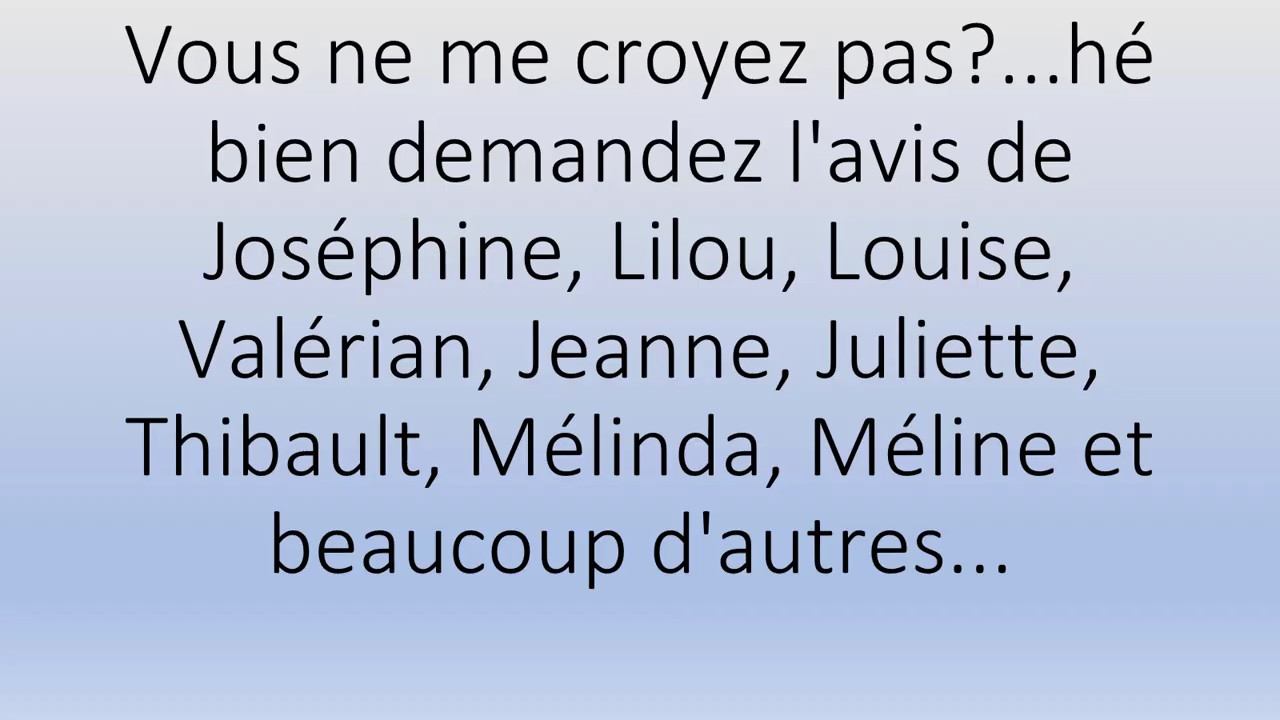 Vous ne me croyez pas?...hé
bien demandez l'avis de
Joséphine, Lilou, Louise,
Valérian, Jeanne, Juliette,
Thibault, Mélinda, Méline et
beaucoup d'autres...